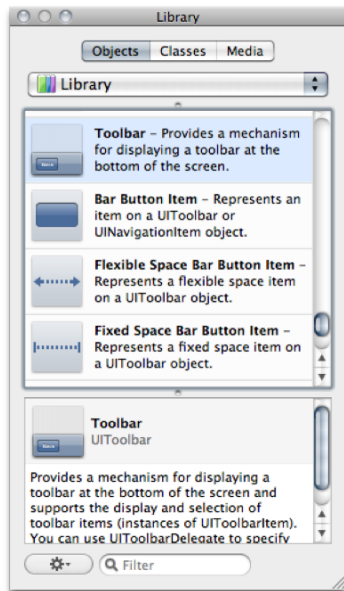 Library
Objects Classes Media
Library
Toolbar – Provides a mechanism
for displaying a toolbar at the
bottom of the screen.
Bar Button Item – Represents an
item on a UIToolbar or
UINavigationItem object.
Flexible Space Bar Button Item –
Represents a flexible space item
on a UIToolbar object.
Fixed Space Bar Button Item –
Represents a fixed space item on
a UIToolbar object.
Toolbar
UIToolbar
Provides a mechanism for displaying a
toolbar at the bottom of the screen and
supports the display and selection of
toolbar items (instances of UIToolbarItem).
You can use UIToolbarDelegate to specify
Filter